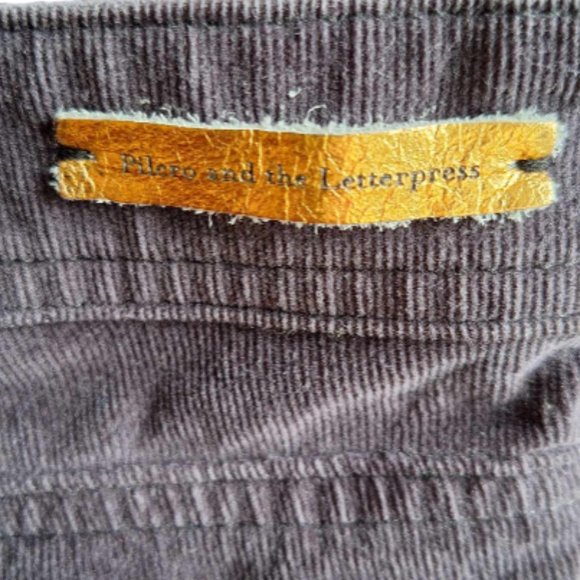 Pilcro and the Letterpress